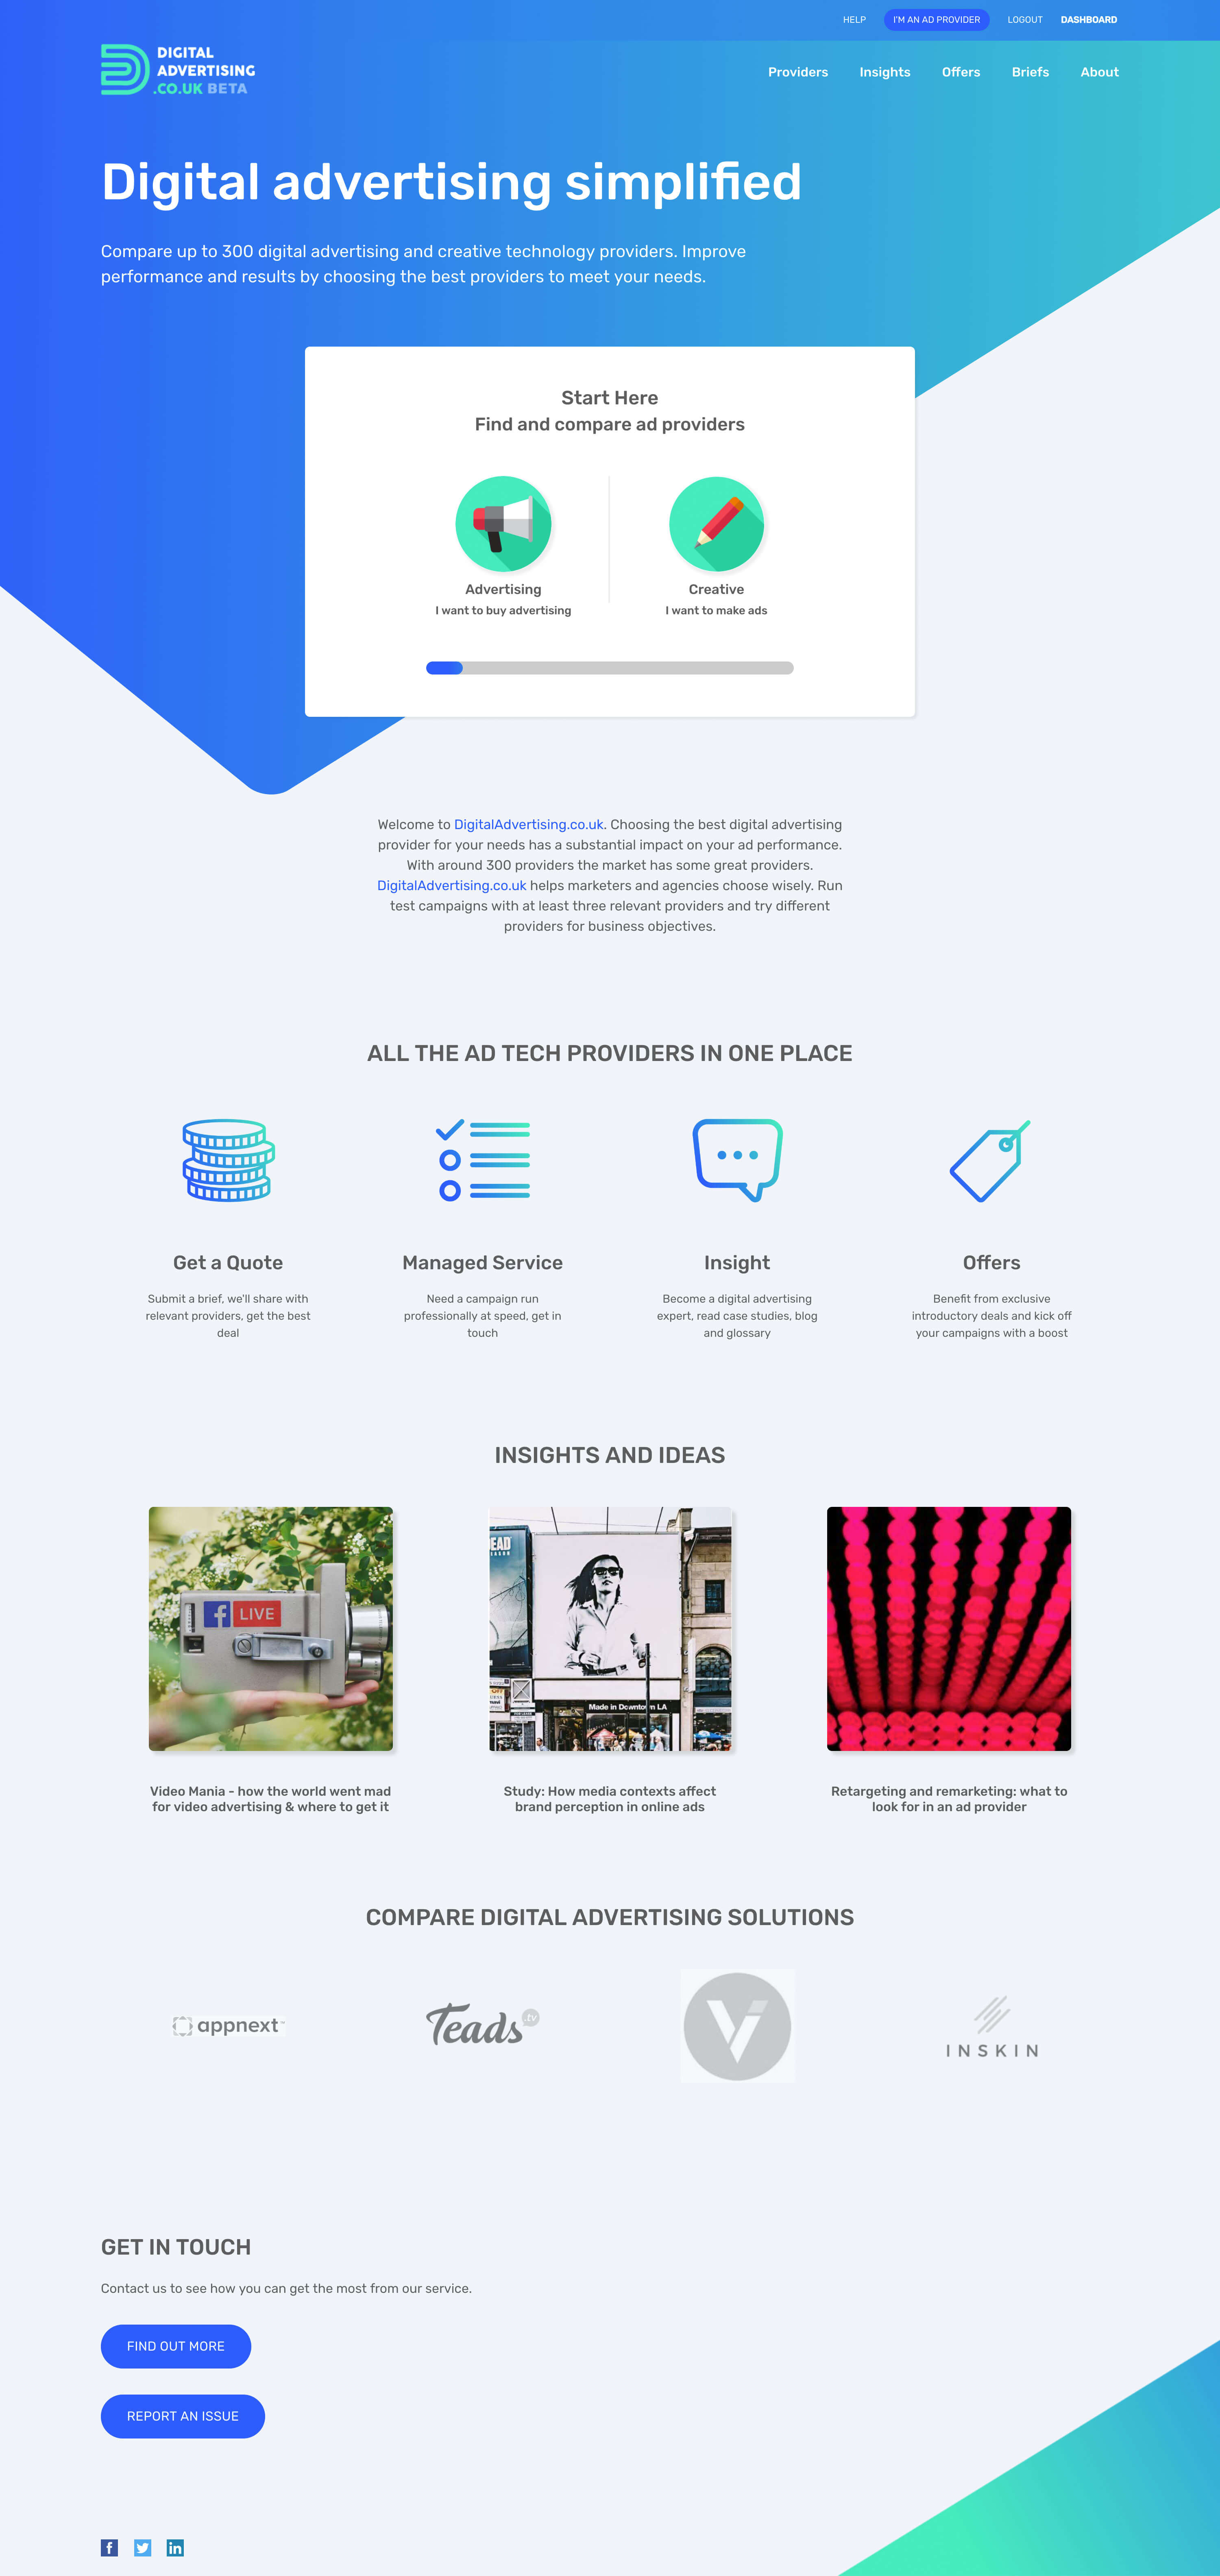 HELP
I'M AN AD PROVIDER
LOGOUT
DASHBOARD
DIGITAL
ADVERTISING
.CO.UK BETA
Providers
Insights
Offers
Briefs
About
Digital advertising simplified
Compare up to 300 digital advertising and creative technology providers. Improve
performance and results by choosing the best providers to meet your needs.
Start Here
Find and compare ad providers
Advertising
I want to buy advertising
Creative
I want to make ads
Welcome to DigitalAdvertising.co.uk. Choosing the best digital advertising
provider for your needs has a substantial impact on your ad performance.
With around 300 providers the market has some great providers.
DigitalAdvertising.co.uk helps marketers and agencies choose wisely. Run
test campaigns with at least three relevant providers and try different
providers for business objectives.
ALL THE AD TECH PROVIDERS IN ONE PLACE
Get a Quote
Submit a brief, we'll share with
relevant providers, get the best
deal
Managed Service
Need a campaign run
professionally at speed, get in
touch
Insight
Become a digital advertising
expert, read case studies, blog
and glossary
Offers
Benefit from exclusive
introductory deals and kick off
your campaigns with a boost
INSIGHTS AND IDEAS
f LIVE
EAD
Made in Downtown LA
Video Mania - how the world went mad
for video advertising & where to get it
Study: How media contexts affect
brand perception in online ads
Retargeting and remarketing: what to
look for in an ad provider
COMPARE DIGITAL ADVERTISING SOLUTIONS
appnext
Teads .tv
INSKIN
GET IN TOUCH
Contact us to see how you can get the most from our service.
FIND OUT MORE
REPORT AN ISSUE
f
in